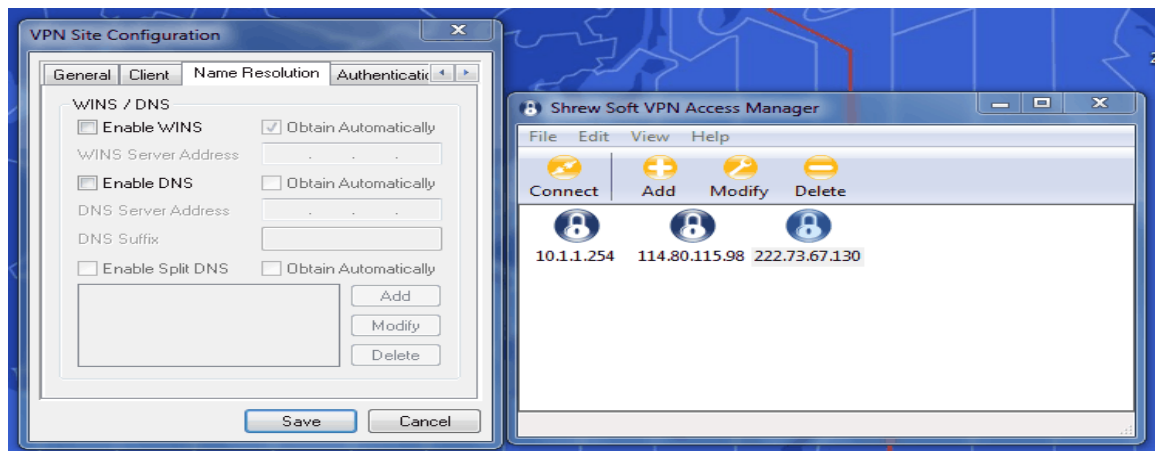 VPN Site Configuration
General Client Name Resolution Authenticatic
WINS / DNS
Enable WINS Obtain Automatically
WINS Server Address . . .
Enable DNS Obtain Automatically
DNS Server Address . . .
DNS Suffix
Enable Split DNS Obtain Automatically
Add
Modify
Delete
Save Cancel
Shrew Soft VPN Access Manager
File Edit View Help
Connect Add Modify Delete
10.1.1.254 114.80.115.98 222.73.67.130
2